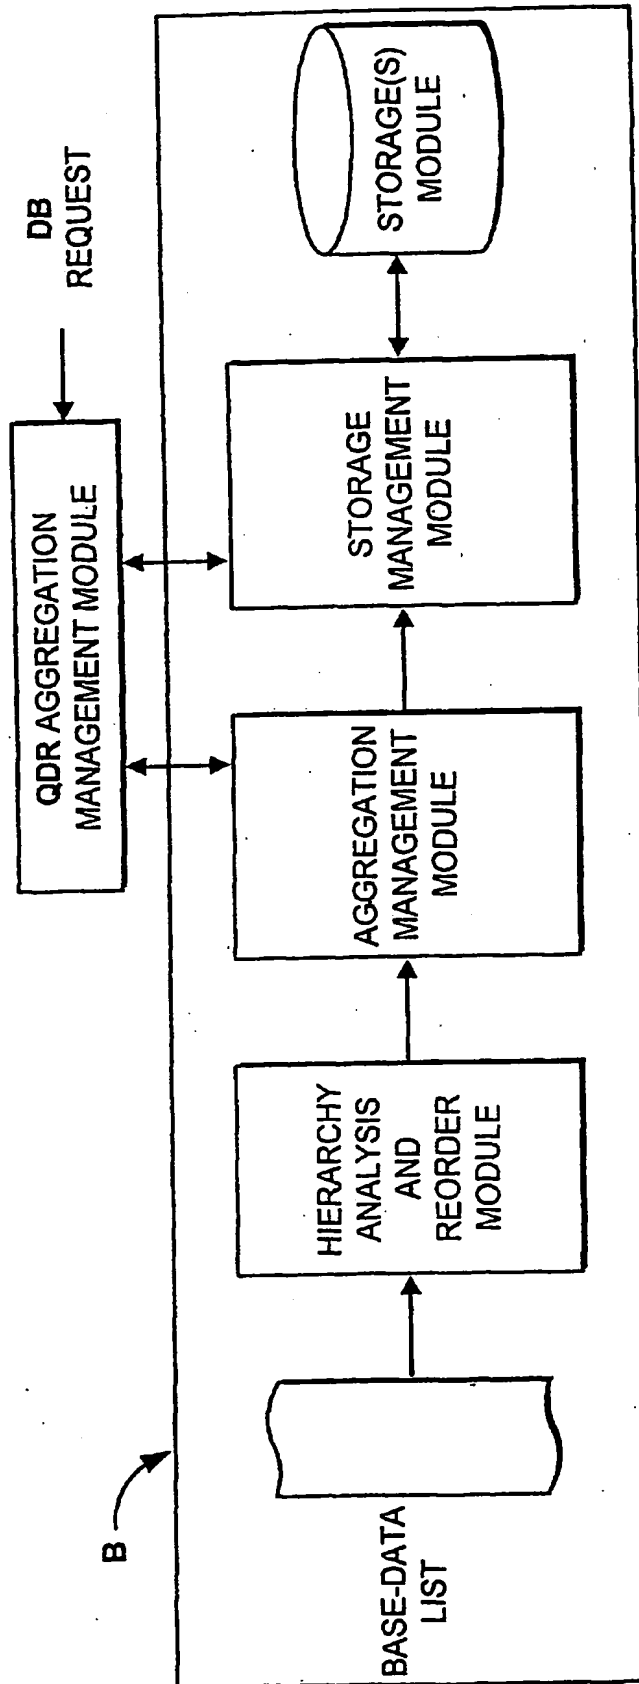 DB
REQUEST
QDR AGGREGATION
MANAGEMENT MODULE
B
BASE-DATA
LIST
HIERARCHY
ANALYSIS
AND
REORDER
MODULE
AGGREGATION
MANAGEMENT
MODULE
STORAGE
MANAGEMENT
MODULE
STORAGE(S)
MODULE